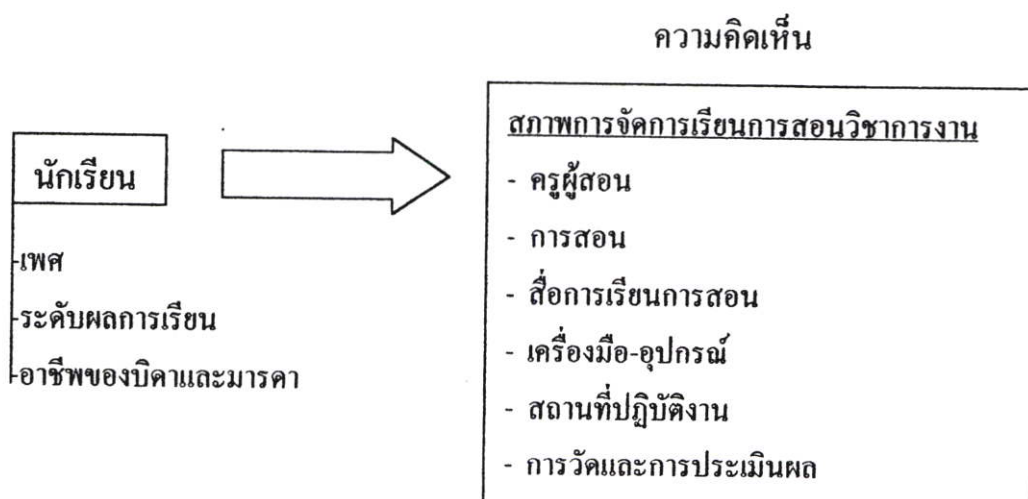 ความคิดเห็น
นักเรียน
-เพศ
-ระดับผลการเรียน
-อาชีพของบิดาและมารดา
สภาพการจัดการเรียนการสอนวิชาการงาน
- ครูผู้สอน
- การสอน
- สื่อการเรียนการสอน
- เครื่องมือ-อุปกรณ์
- สถานที่ปฏิบัติงาน
- การวัดและการประเมินผล